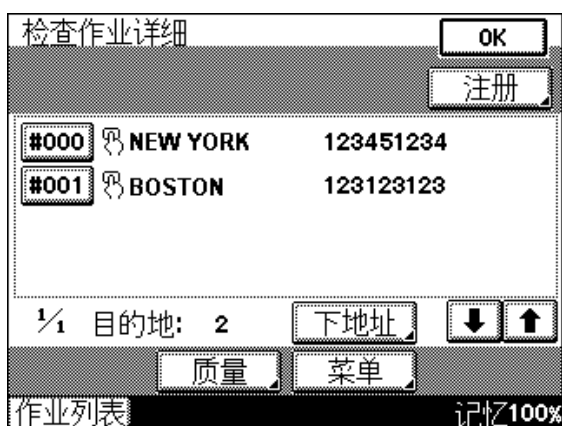 检查作业详细 OK
注册
#000 NEW YORK 123451234
#001 BOSTON 123123123
1/1 目的地: 2 下地址
质量 菜单
作业列表 记忆100%